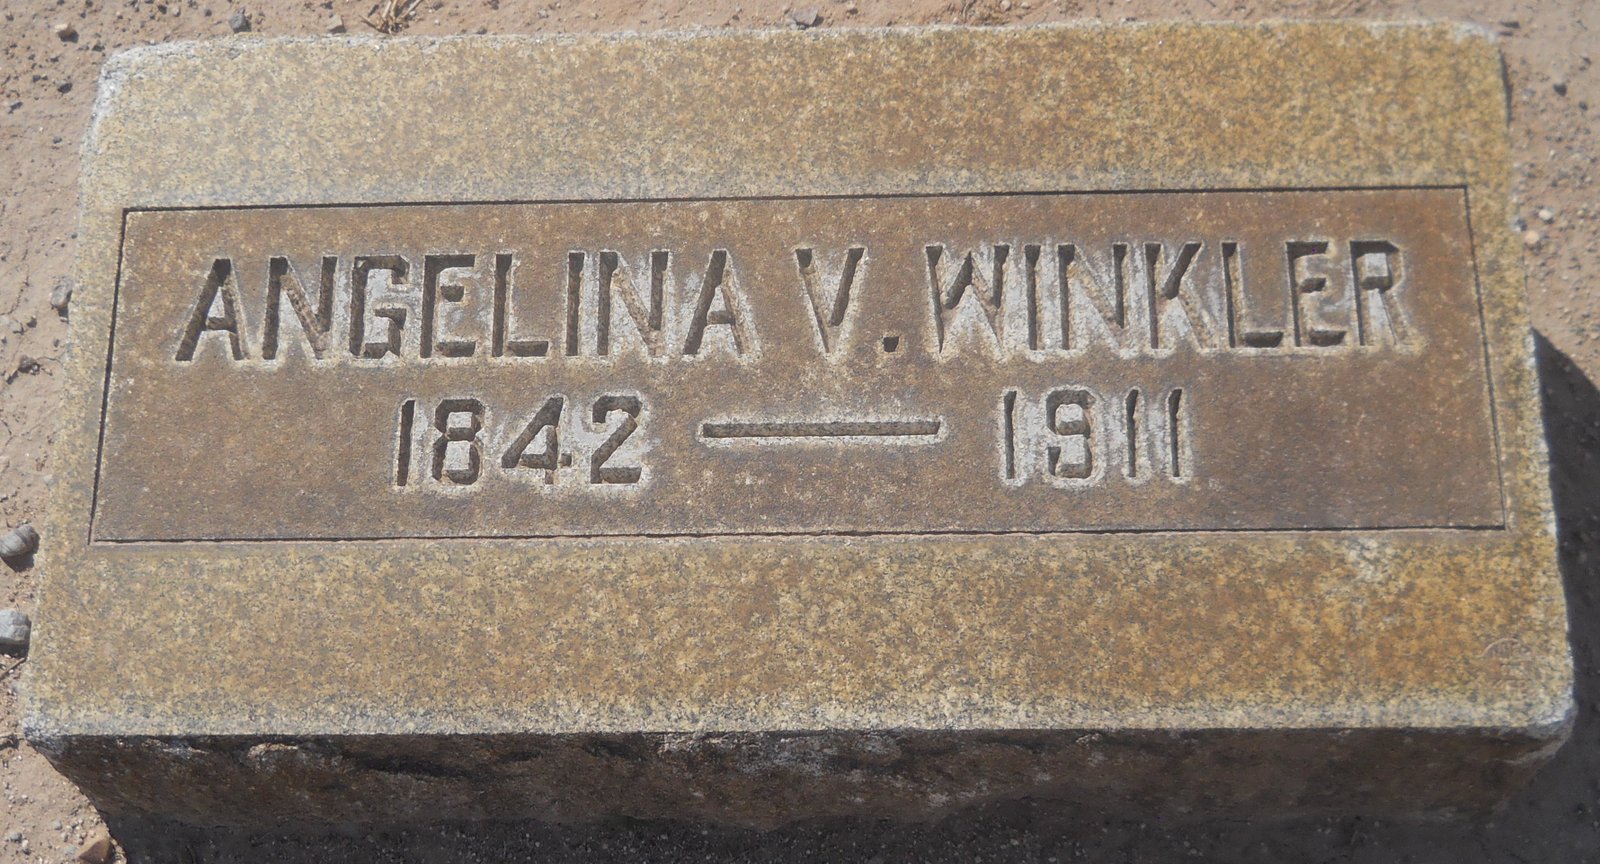 ANGELINA V. WINKLER
1842 — 1911